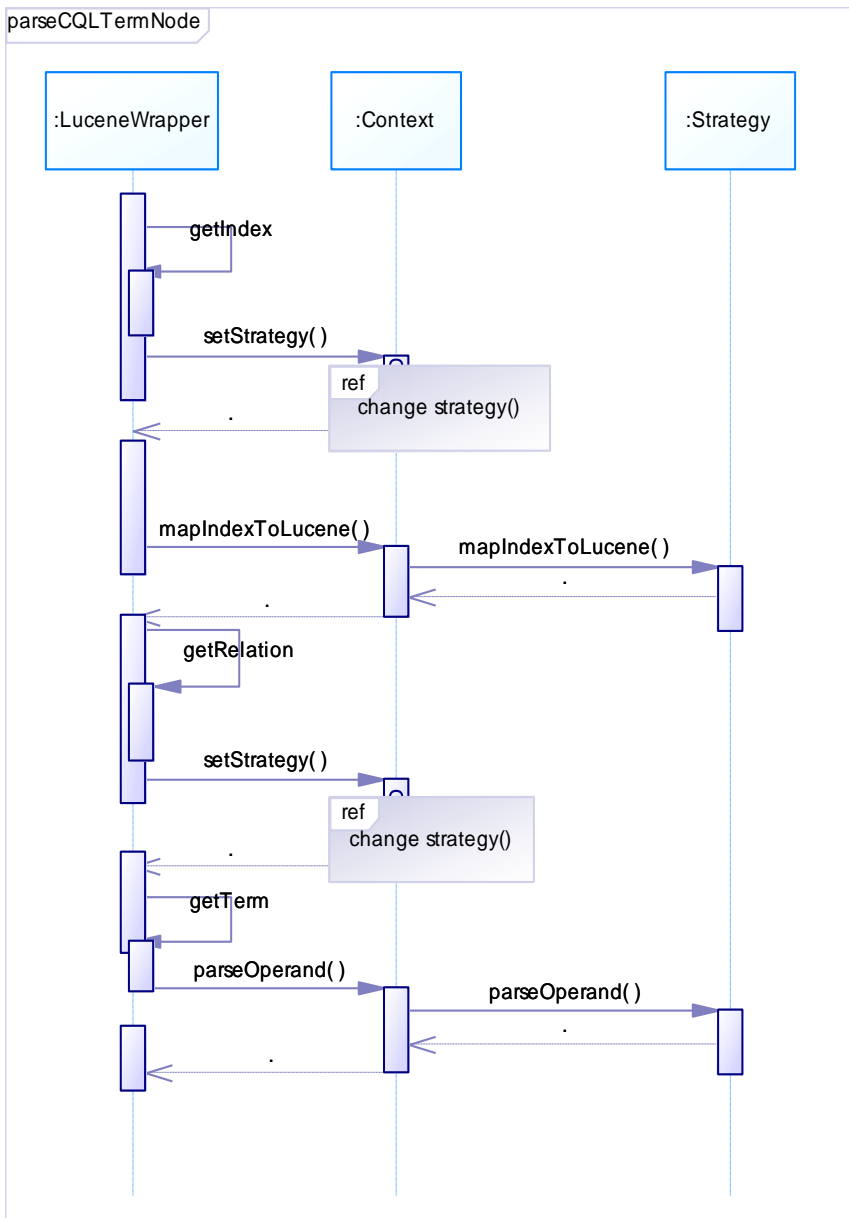 parseCQLTermNode
:LuceneWrapper
:Context
:Strategy
getIndex
setStrategy()
ref
change strategy()
.
mapIndexToLucene()
mapIndexToLucene()
.
.
getRelation
setStrategy()
ref
change strategy()
.
getTerm
parseOperand()
parseOperand()
.
.